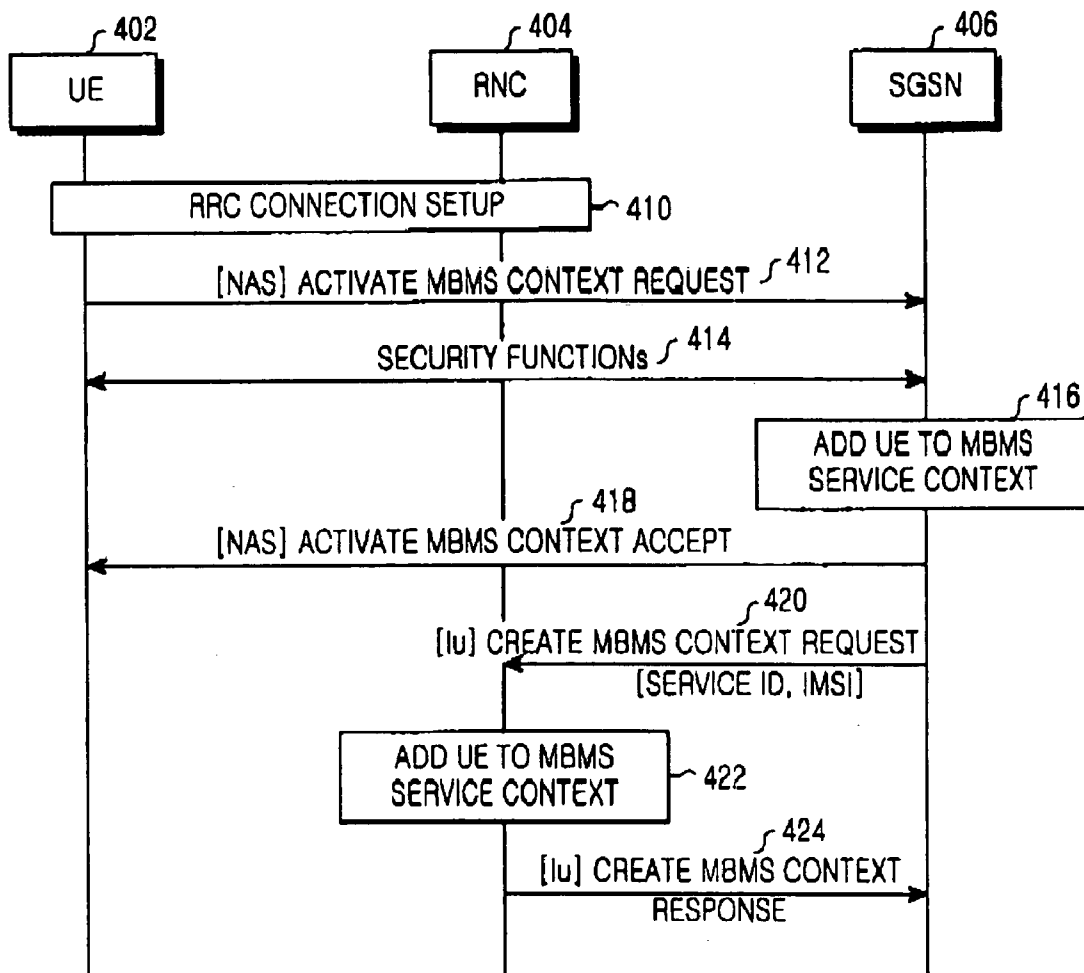 402
404
406
UE
RNC
SGSN
RRC CONNECTION SETUP
410
[NAS] ACTIVATE MBMS CONTEXT REQUEST
412
SECURITY FUNCTIONs
414
416
ADD UE TO MBMS
SERVICE CONTEXT
418
[NAS] ACTIVATE MBMS CONTEXT ACCEPT
420
[Iu] CREATE MBMS CONTEXT REQUEST
[SERVICE ID, IMSI]
ADD UE TO MBMS
SERVICE CONTEXT
422
424
[Iu] CREATE MBMS CONTEXT
RESPONSE